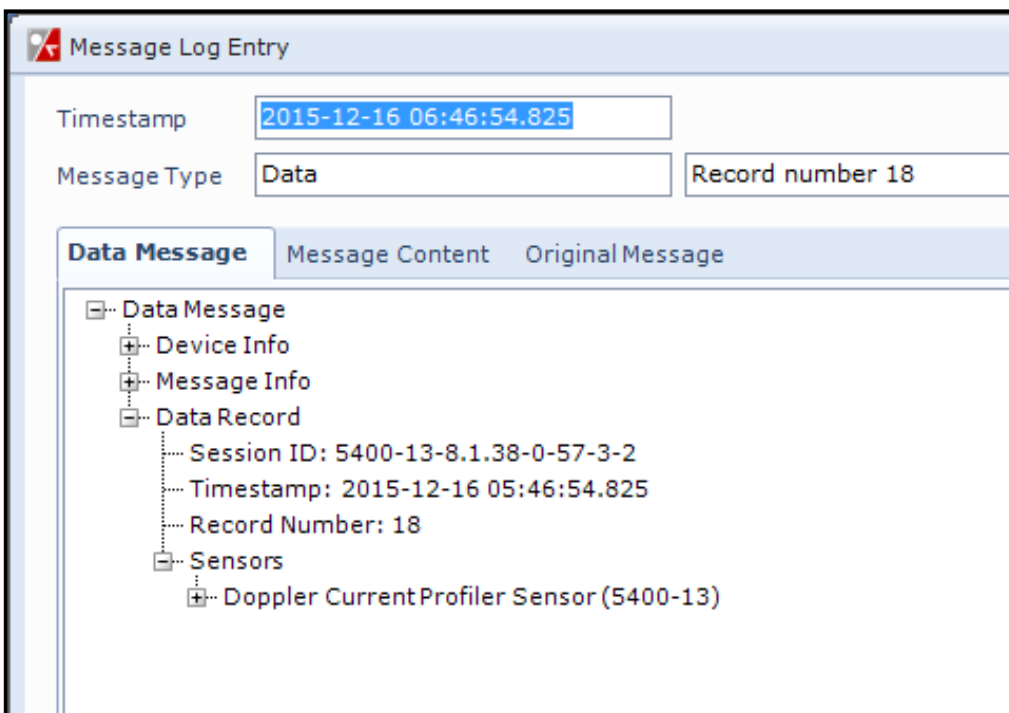 Message Log Entry
Timestamp 2015-12-16 06:46:54.825
Message Type Data Record number 18
Data Message Message Content Original Message
Data Message
Device Info
Message Info
Data Record
Session ID: 5400-13-8.1.38-0-57-3-2
Timestamp: 2015-12-16 05:46:54.825
Record Number: 18
Sensors
Doppler Current Profiler Sensor (5400-13)